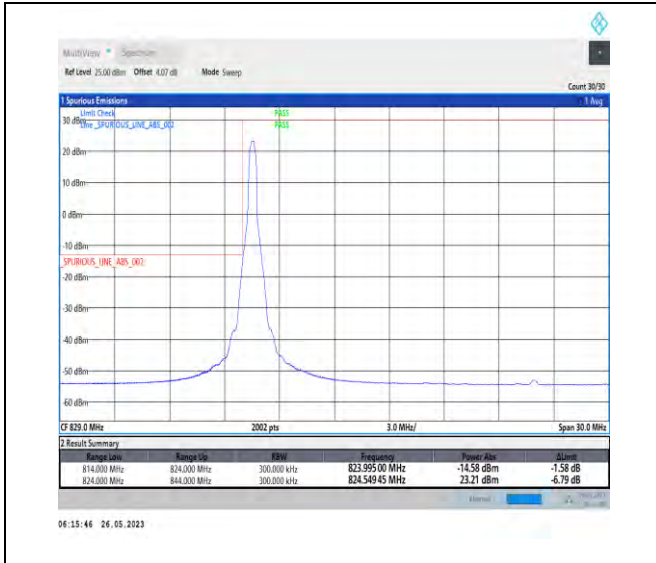 MultiView Spectrum
Ref Level 25.00 dBm Offset 4.07 dB Mode Sweep
Count 30/30
1 Spurious Emissions 1 Avg
Limit Check PASS
Line _SPURIOUS_LINE_ABS_002 PASS
30 dBm
20 dBm
10 dBm
0 dBm
-10 dBm
_SPURIOUS_LINE_ABS_002
-20 dBm
-30 dBm
-40 dBm
-50 dBm
-60 dBm
CF 829.0 MHz 2002 pts 3.0 MHz/ Span 30.0 MHz
2 Result Summary
Range Low Range Up RBW Frequency Power Abs ΔLimit
814.000 MHz 824.000 MHz 300.000 kHz 823.99500 MHz -14.58 dBm -1.58 dB
824.000 MHz 844.000 MHz 300.000 kHz 824.54945 MHz 23.21 dBm -6.79 dB
06:15:46 26.05.2023